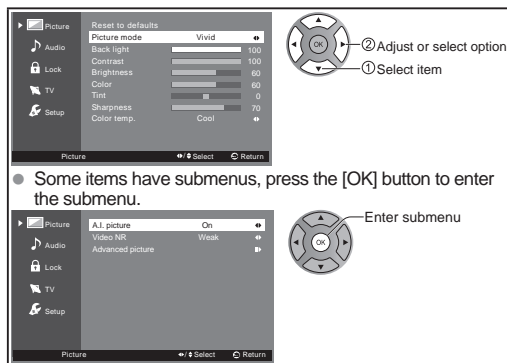 Picture
Audio
Lock
TV
Setup
Reset to defaults
Picture mode Vivid
Back light 100
Contrast 100
Brightness 60
Color 60
Tint 0
Sharpness 70
Color temp. Cool
Picture Select Return
OK
②Adjust or select option
①Select item
● Some items have submenus, press the [OK] button to enter
the submenu.
Picture
Audio
Lock
TV
Setup
A.I. picture On
Video NR Weak
Advanced picture
Picture Select Return
OK
Enter submenu